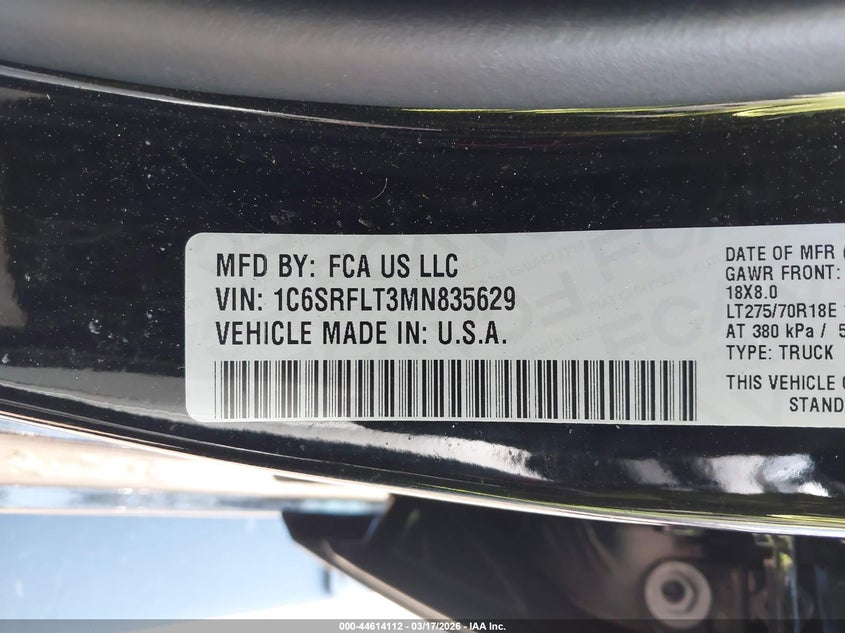 MFD BY: FCA US LLC
VIN: 1C6SRFLT3MN835629
VEHICLE MADE IN: U.S.A.
DATE OF MFR
GAWR FRONT:
18X8.0
LT275/70R18E
AT 380 kPa / 5
TYPE: TRUCK
THIS VEHICLE
STAND
000-44614112 — 03/17/2026 — IAA Inc.